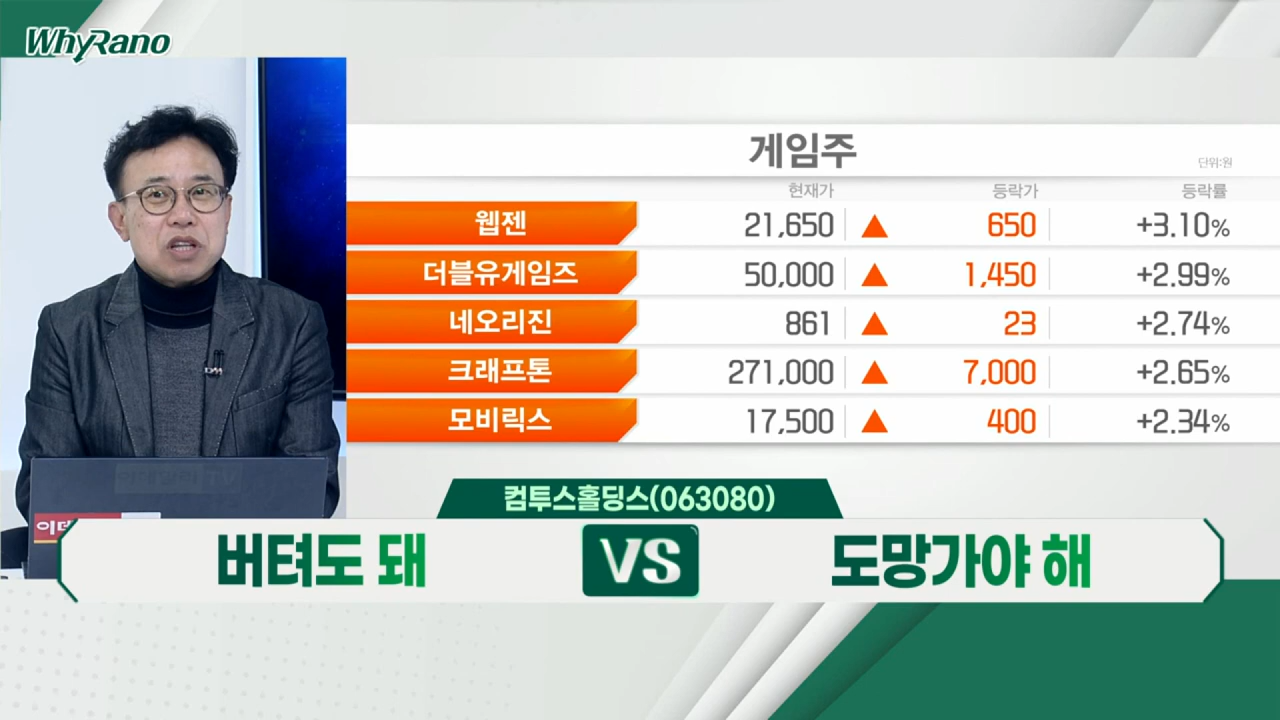 WhyRano
게임주
단위:원
현재가 등락가 등락률
웹젠 21,650 ▲ 650 +3.10%
더블유게임즈 50,000 ▲ 1,450 +2.99%
네오리진 861 ▲ 23 +2.74%
크래프톤 271,000 ▲ 7,000 +2.65%
모비릭스 17,500 ▲ 400 +2.34%
컴투스홀딩스(063080)
버텨도 돼 VS 도망가야 해